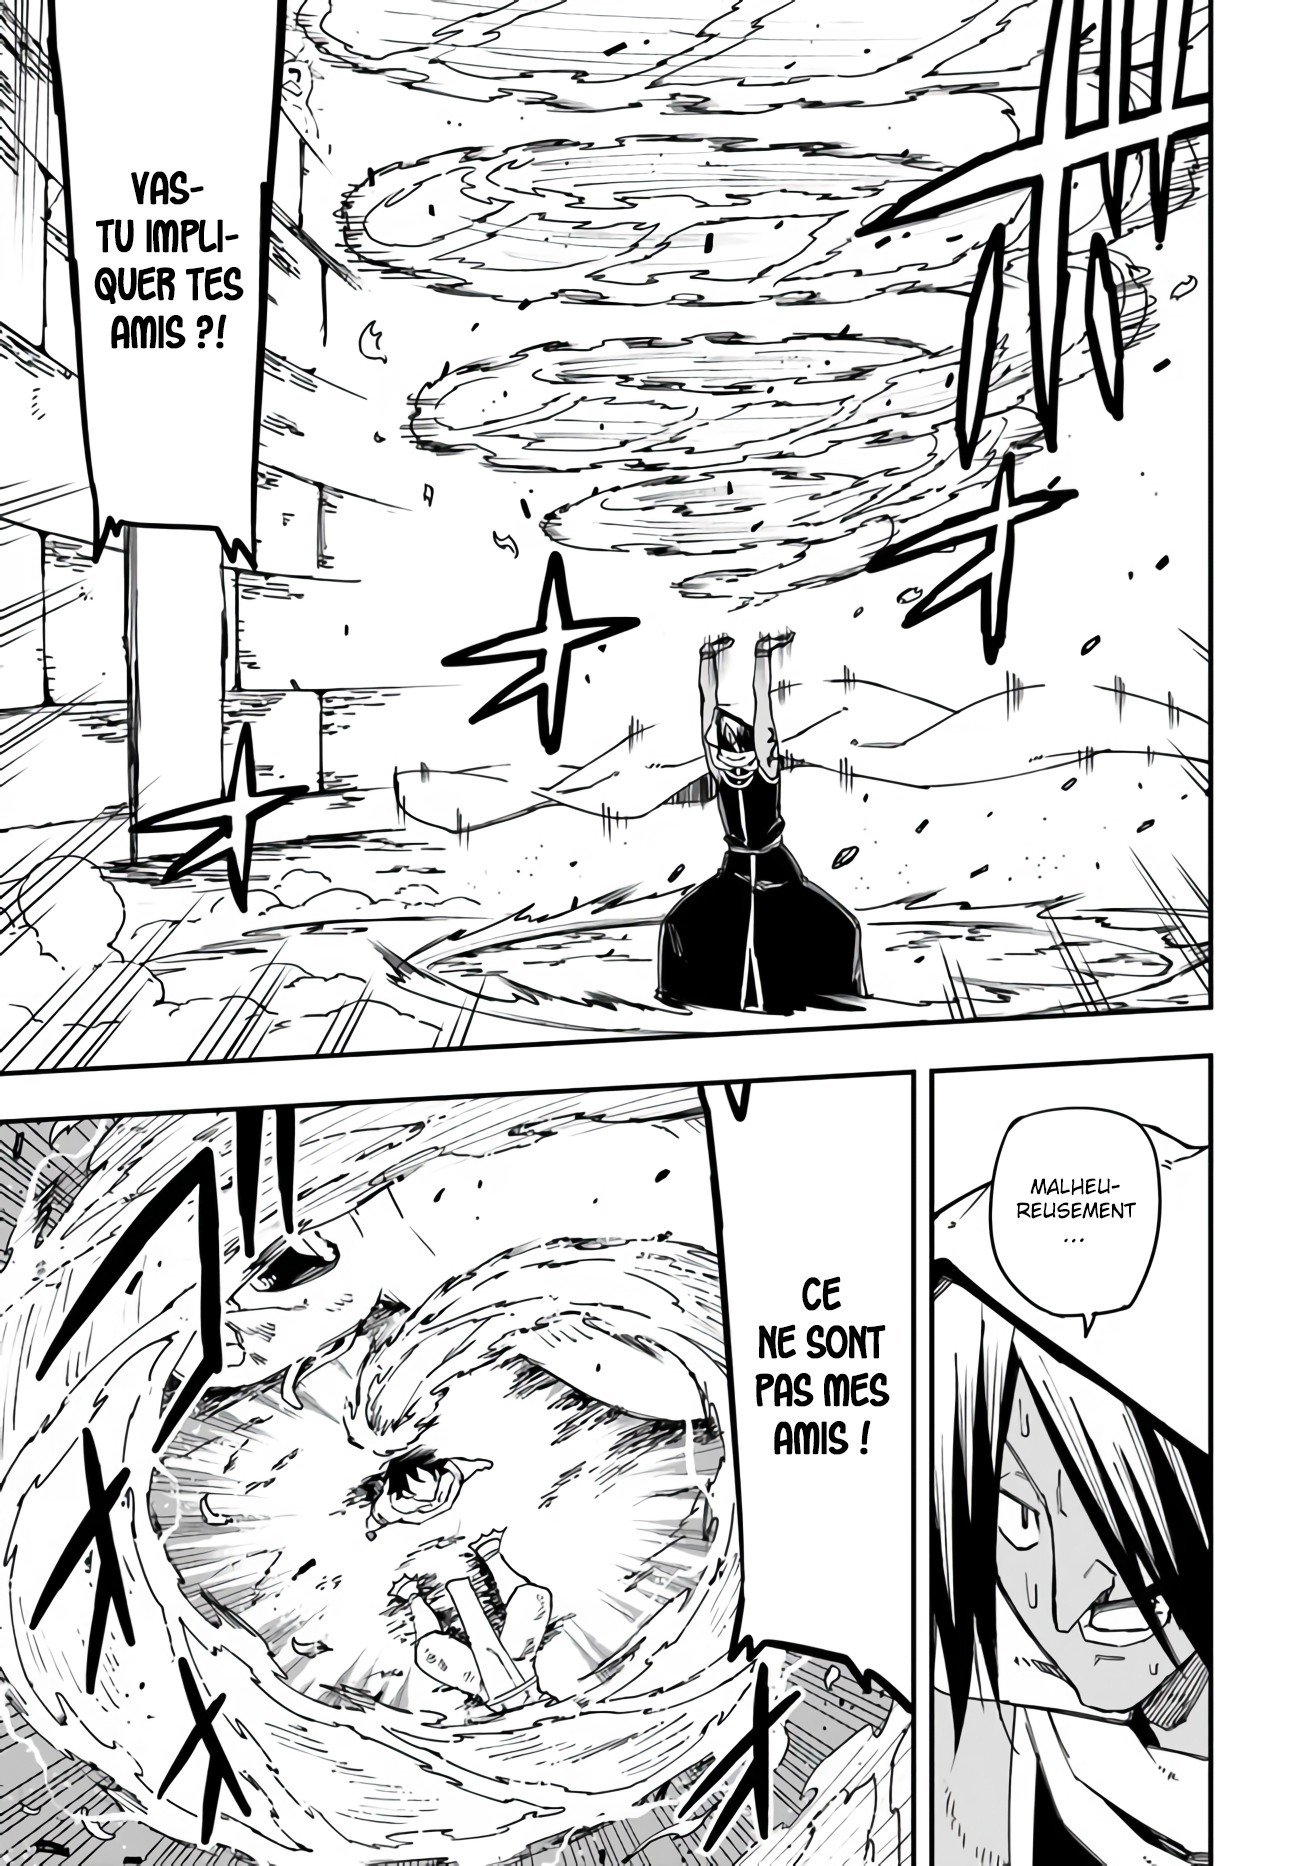 VAS-
TU IMPLI-
QUER TES
AMIS ?!
MALHEU-
REUSEMENT
...
CE
NE SONT
PAS MES
AMIS !